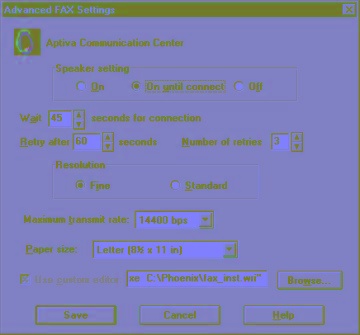 Advanced FAX Settings
Aptiva Communication Center
Speaker setting
On On until connect Off
Wait 45 seconds for connection
Retry after 60 seconds Number of retries 3
Resolution
Fine Standard
Maximum transmit rate: 14400 bps
Paper size: Letter (8½ x 11 in)
Use custom editor xe C:\Phoenix\fax_inst.wri" Browse...
Save Cancel Help